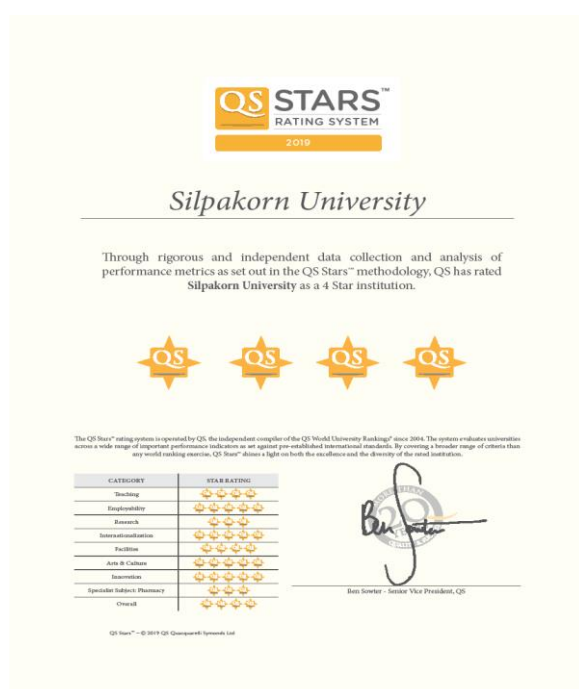 QS STARS™
RATING SYSTEM
2019
Silpakorn University
Through rigorous and independent data collection and analysis of
performance metrics as set out in the QS Stars™ methodology, QS has rated
Silpakorn University as a 4 Star institution.
QS QS QS QS
The QS Stars™ rating system is operated by QS, the independent compiler of the QS World University Rankings® since 2004. The system evaluates universities
across a wide range of important performance indicators as set against pre-established international standards. By covering a broader range of criteria than
any world ranking exercise, QS Stars™ shines a light on both the excellence and the diversity of the rated institution.
CATEGORY STAR RATING
Teaching
Employability
Research
Internationalization
Facilities
Arts & Culture
Innovation
Specialist Subject: Pharmacy
Overall
Ben Sowter
Ben Sowter - Senior Vice President, QS
QS Stars™ - © 2019 QS Quacquarelli Symonds Ltd